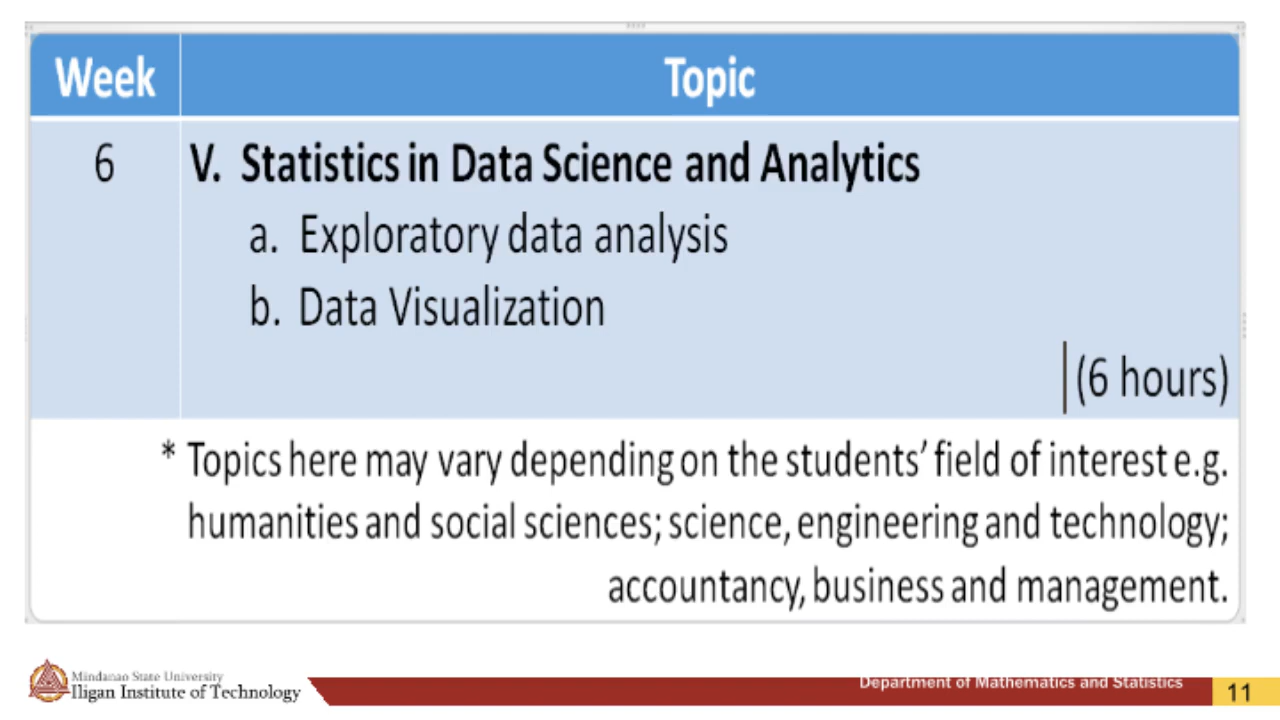 Week Topic
6 V. Statistics in Data Science and Analytics
a. Exploratory data analysis
b. Data Visualization
(6 hours)
* Topics here may vary depending on the students’ field of interest e.g.
humanities and social sciences; science, engineering and technology;
accountancy, business and management.
Mindanao State University
Iligan Institute of Technology
Department of Mathematics and Statistics
11